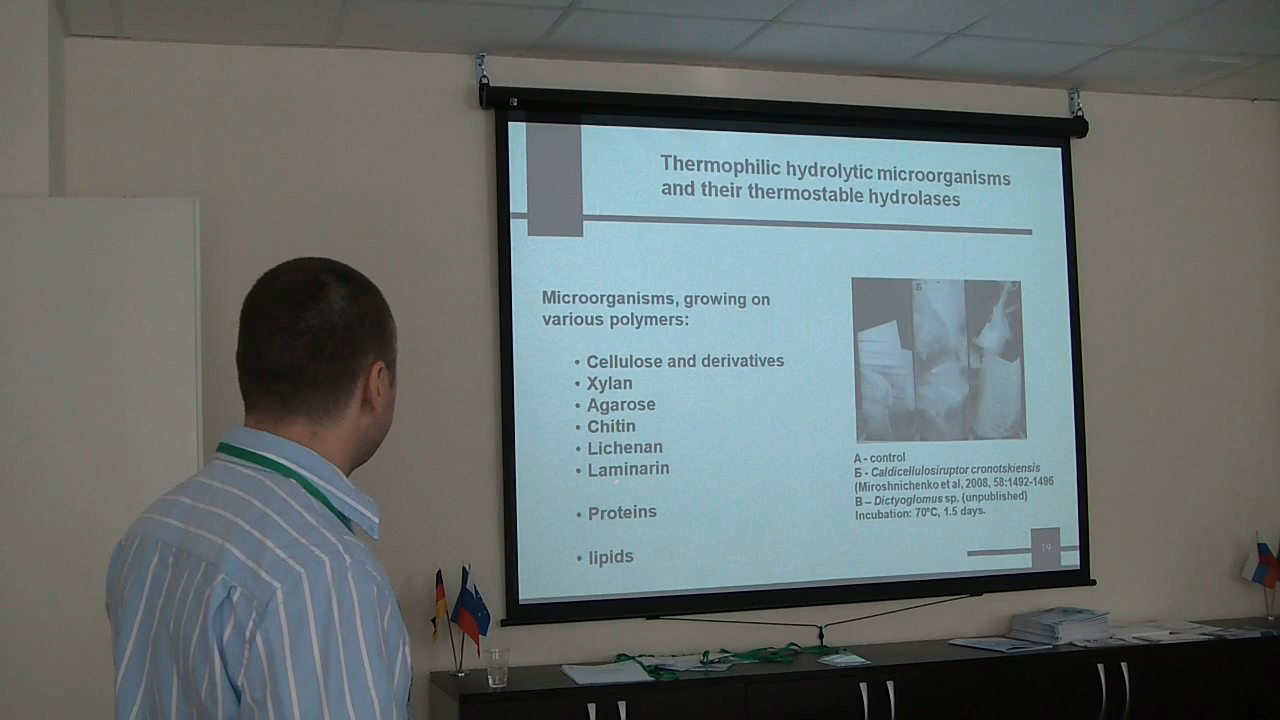 Thermophilic hydrolytic microorganisms
and their thermostable hydrolases
Microorganisms, growing on
various polymers:
• Cellulose and derivatives
• Xylan
• Agarose
• Chitin
• Lichenan
• Laminarin
• Proteins
• lipids
Б
А - control
Б - Caldicellulosiruptor cronotskiensis
(Miroshnichenko et al, 2008, 58:1492-1496
В – Dictyoglomus sp. (unpublished)
Incubation: 70ºC, 1.5 days.
19